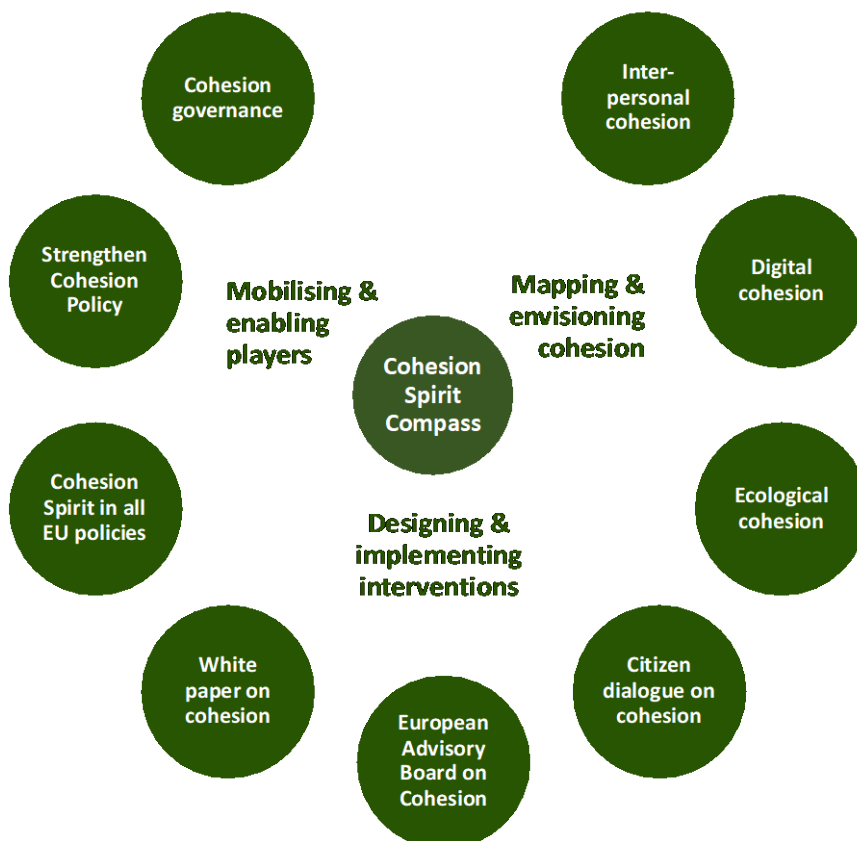 Cohesion
governance
Inter-
personal
cohesion
Strengthen
Cohesion
Policy
Mobilising &
enabling
players
Mapping &
envisioning
cohesion
Digital
cohesion
Cohesion
Spirit
Compass
Cohesion
Spirit in all
EU policies
Designing &
implementing
interventions
Ecological
cohesion
White
paper on
cohesion
European
Advisory
Board on
Cohesion
Citizen
dialogue on
cohesion